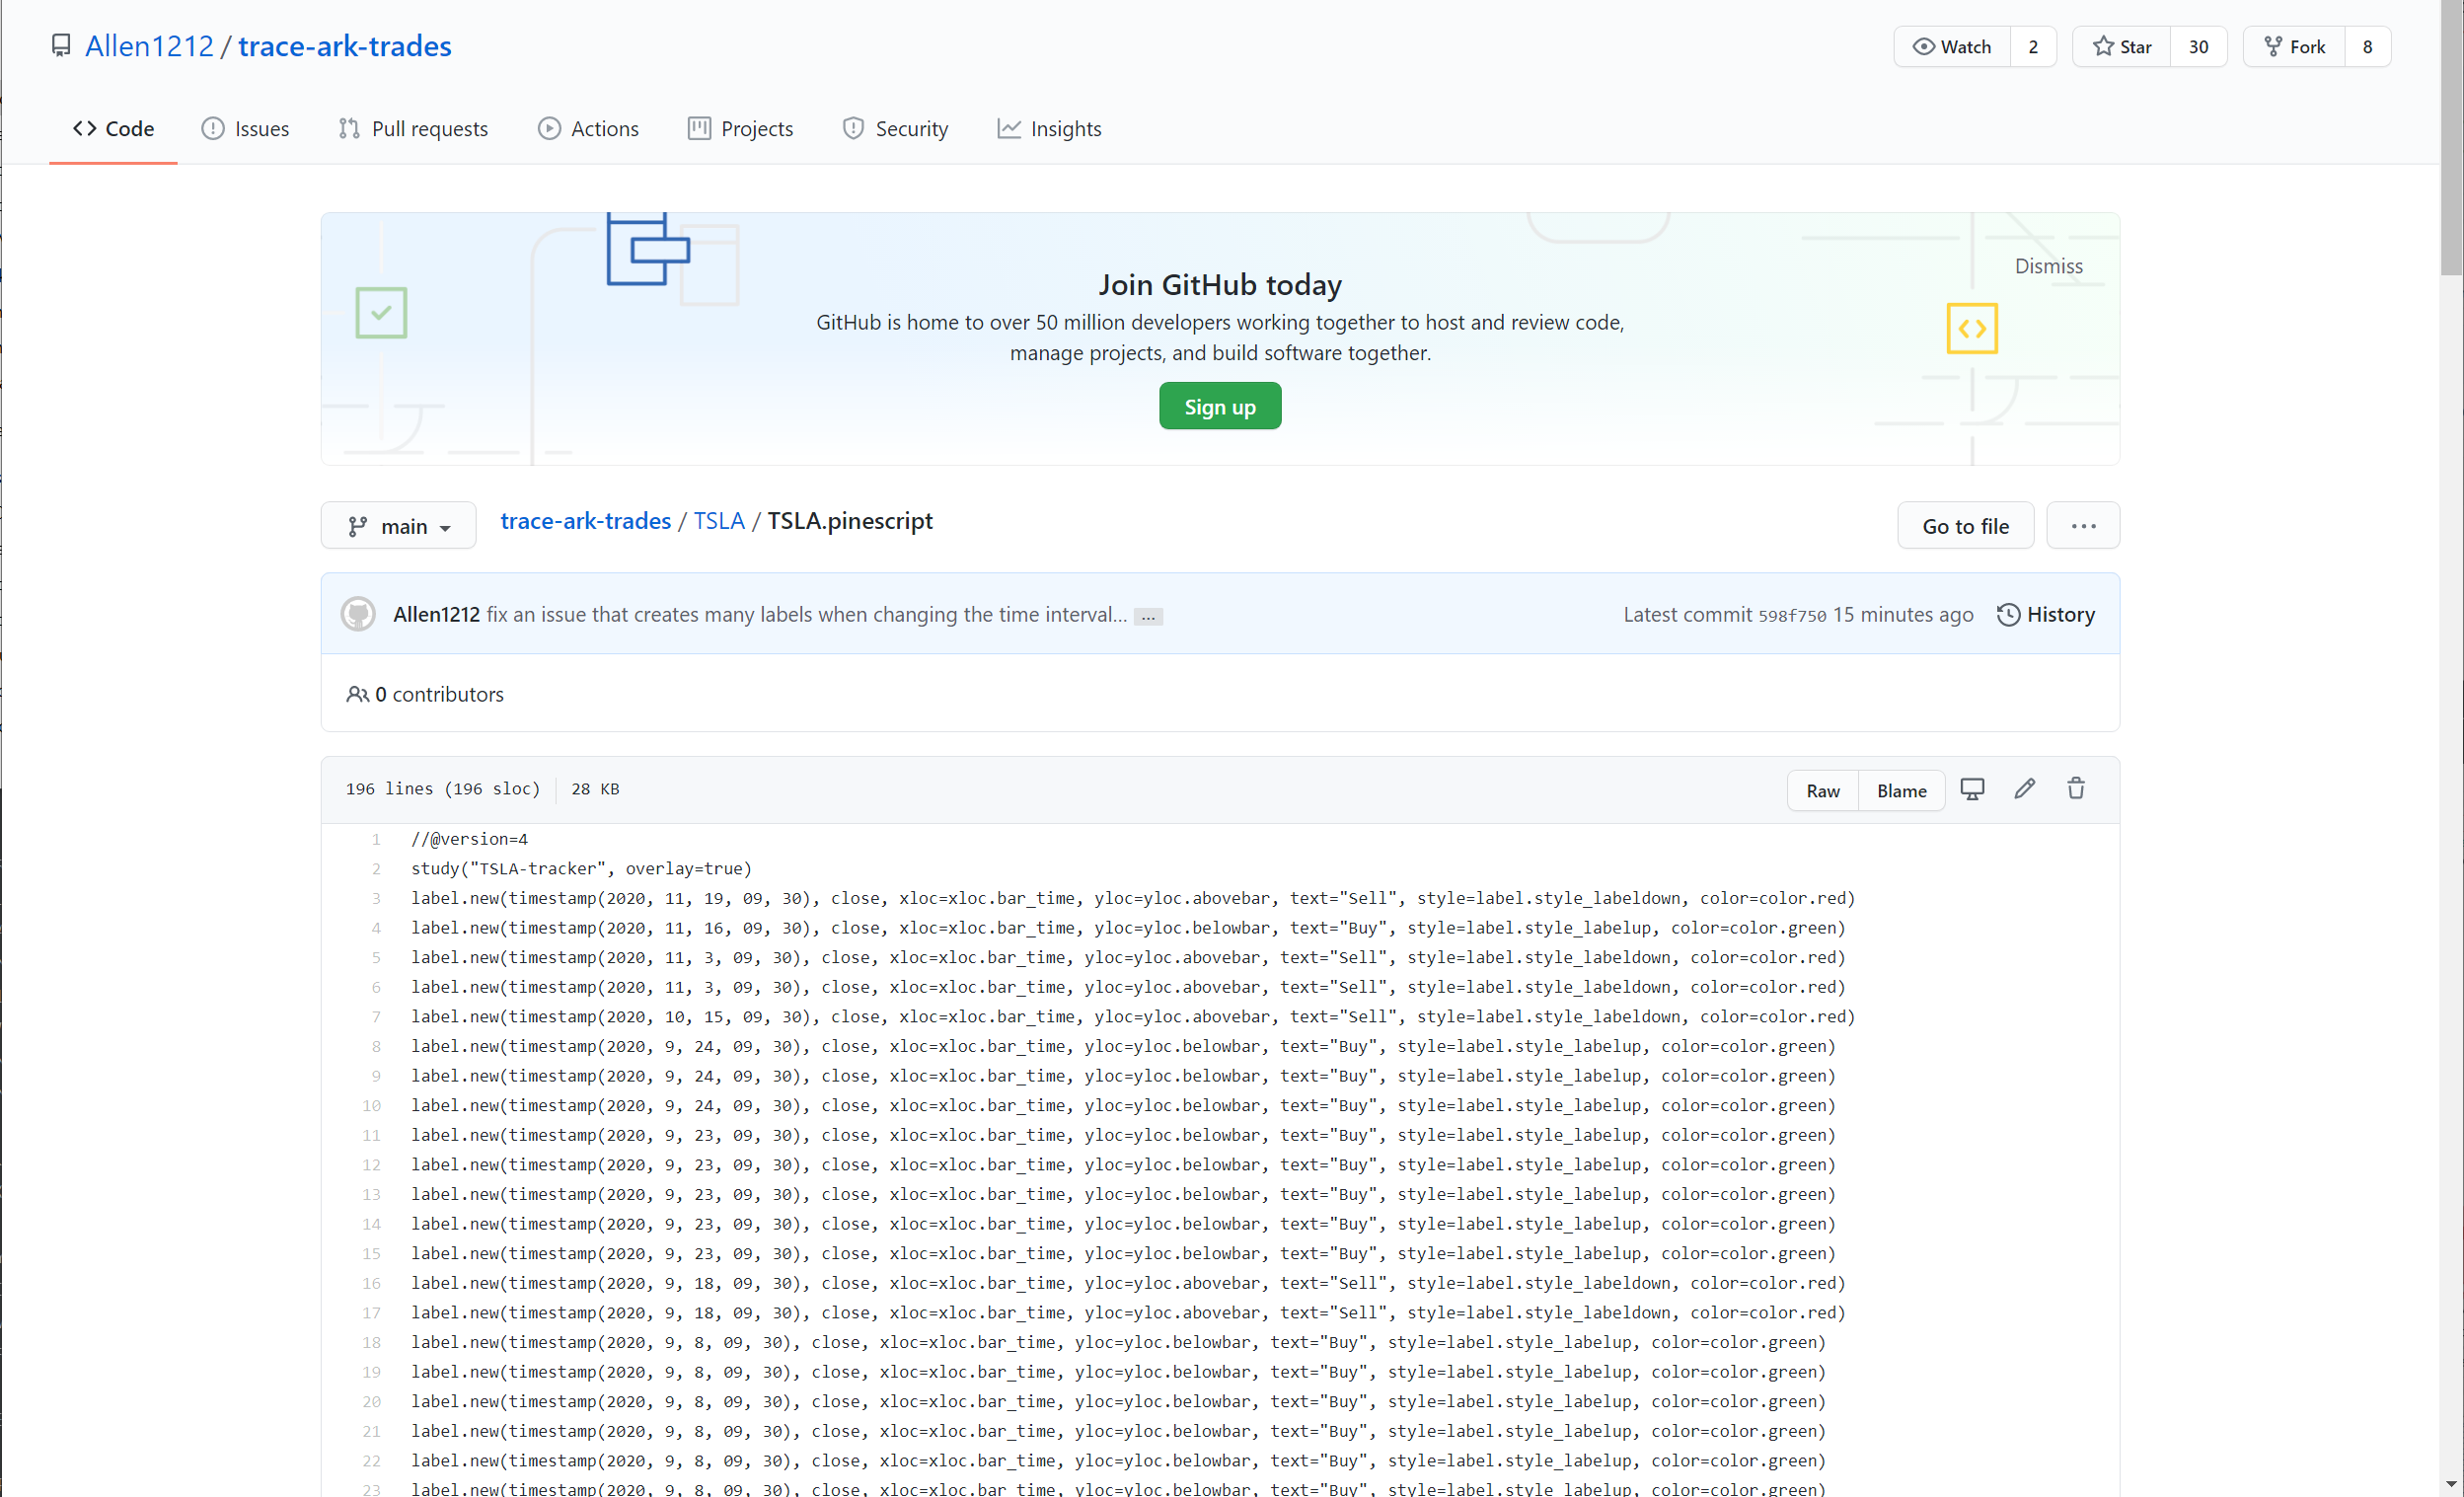 Allen1212 / trace-ark-trades
Watch 2 Star 30 Fork 8
Code Issues Pull requests Actions Projects Security Insights
Dismiss
Join GitHub today
GitHub is home to over 50 million developers working together to host and review code,
manage projects, and build software together.
Sign up
main trace-ark-trades / TSLA / TSLA.pinescript Go to file ...
Allen1212 fix an issue that creates many labels when changing the time interval... ... Latest commit 598f750 15 minutes ago History
0 contributors
196 lines (196 sloc) 28 KB Raw Blame
1 //@version=4
2 study("TSLA-tracker", overlay=true)
3 label.new(timestamp(2020, 11, 19, 09, 30), close, xloc=xloc.bar_time, yloc=yloc.abovebar, text="Sell", style=label.style_labeldown, color=color.red)
4 label.new(timestamp(2020, 11, 16, 09, 30), close, xloc=xloc.bar_time, yloc=yloc.belowbar, text="Buy", style=label.style_labelup, color=color.green)
5 label.new(timestamp(2020, 11, 3, 09, 30), close, xloc=xloc.bar_time, yloc=yloc.abovebar, text="Sell", style=label.style_labeldown, color=color.red)
6 label.new(timestamp(2020, 11, 3, 09, 30), close, xloc=xloc.bar_time, yloc=yloc.abovebar, text="Sell", style=label.style_labeldown, color=color.red)
7 label.new(timestamp(2020, 10, 15, 09, 30), close, xloc=xloc.bar_time, yloc=yloc.abovebar, text="Sell", style=label.style_labeldown, color=color.red)
8 label.new(timestamp(2020, 9, 24, 09, 30), close, xloc=xloc.bar_time, yloc=yloc.belowbar, text="Buy", style=label.style_labelup, color=color.green)
9 label.new(timestamp(2020, 9, 24, 09, 30), close, xloc=xloc.bar_time, yloc=yloc.belowbar, text="Buy", style=label.style_labelup, color=color.green)
10 label.new(timestamp(2020, 9, 24, 09, 30), close, xloc=xloc.bar_time, yloc=yloc.belowbar, text="Buy", style=label.style_labelup, color=color.green)
11 label.new(timestamp(2020, 9, 23, 09, 30), close, xloc=xloc.bar_time, yloc=yloc.belowbar, text="Buy", style=label.style_labelup, color=color.green)
12 label.new(timestamp(2020, 9, 23, 09, 30), close, xloc=xloc.bar_time, yloc=yloc.belowbar, text="Buy", style=label.style_labelup, color=color.green)
13 label.new(timestamp(2020, 9, 23, 09, 30), close, xloc=xloc.bar_time, yloc=yloc.belowbar, text="Buy", style=label.style_labelup, color=color.green)
14 label.new(timestamp(2020, 9, 23, 09, 30), close, xloc=xloc.bar_time, yloc=yloc.belowbar, text="Buy", style=label.style_labelup, color=color.green)
15 label.new(timestamp(2020, 9, 23, 09, 30), close, xloc=xloc.bar_time, yloc=yloc.belowbar, text="Buy", style=label.style_labelup, color=color.green)
16 label.new(timestamp(2020, 9, 18, 09, 30), close, xloc=xloc.bar_time, yloc=yloc.abovebar, text="Sell", style=label.style_labeldown, color=color.red)
17 label.new(timestamp(2020, 9, 18, 09, 30), close, xloc=xloc.bar_time, yloc=yloc.abovebar, text="Sell", style=label.style_labeldown, color=color.red)
18 label.new(timestamp(2020, 9, 8, 09, 30), close, xloc=xloc.bar_time, yloc=yloc.belowbar, text="Buy", style=label.style_labelup, color=color.green)
19 label.new(timestamp(2020, 9, 8, 09, 30), close, xloc=xloc.bar_time, yloc=yloc.belowbar, text="Buy", style=label.style_labelup, color=color.green)
20 label.new(timestamp(2020, 9, 8, 09, 30), close, xloc=xloc.bar_time, yloc=yloc.belowbar, text="Buy", style=label.style_labelup, color=color.green)
21 label.new(timestamp(2020, 9, 8, 09, 30), close, xloc=xloc.bar_time, yloc=yloc.belowbar, text="Buy", style=label.style_labelup, color=color.green)
22 label.new(timestamp(2020, 9, 8, 09, 30), close, xloc=xloc.bar_time, yloc=yloc.belowbar, text="Buy", style=label.style_labelup, color=color.green)
23 label.new(timestamp(2020, 9, 8, 09, 30), close, xloc=xloc.bar_time, yloc=yloc.belowbar, text="Buy", style=label.style_labelup, color=color.green)